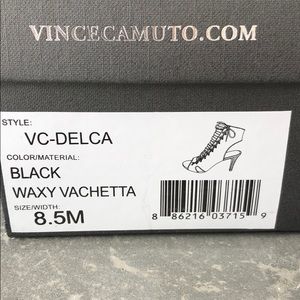 VINCECAMUTO.COM
STYLE:
VC-DELCA
COLOR/MATERIAL:
BLACK
WAXY VACHETTA
SIZE/WIDTH:
8.5M
8 86216 03715 9